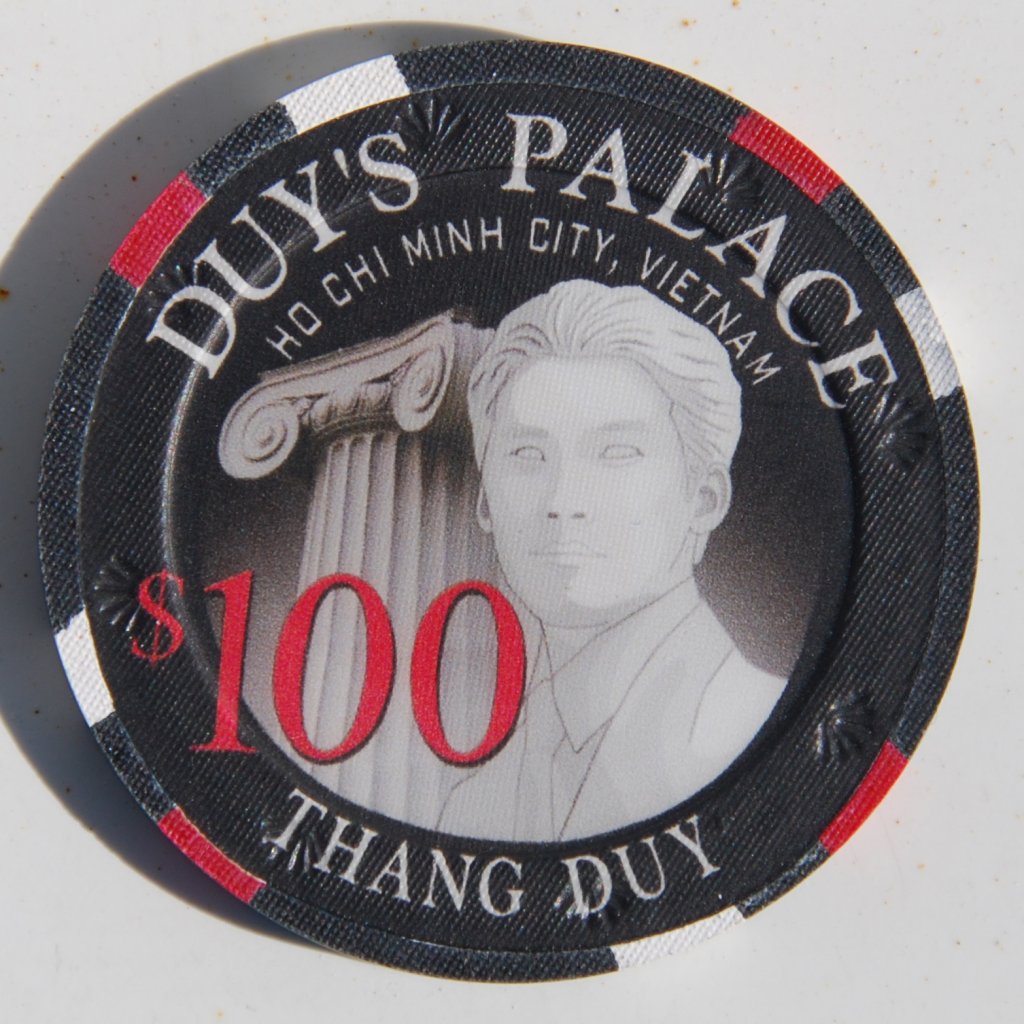 DUY'S PALACE
HO CHI MINH CITY, VIETNAM
$100
THANG DUY